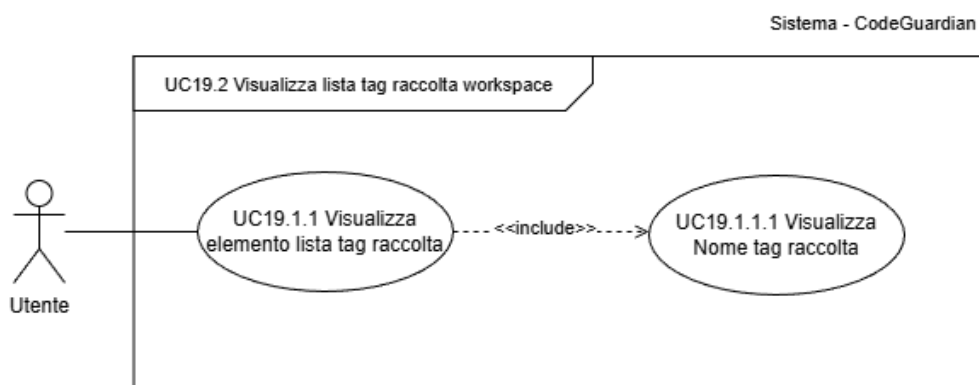 Sistema - CodeGuardian
UC19.2 Visualizza lista tag raccolta workspace
UC19.1.1 Visualizza
elemento lista tag raccolta
<<include>>
UC19.1.1.1 Visualizza
Nome tag raccolta
Utente